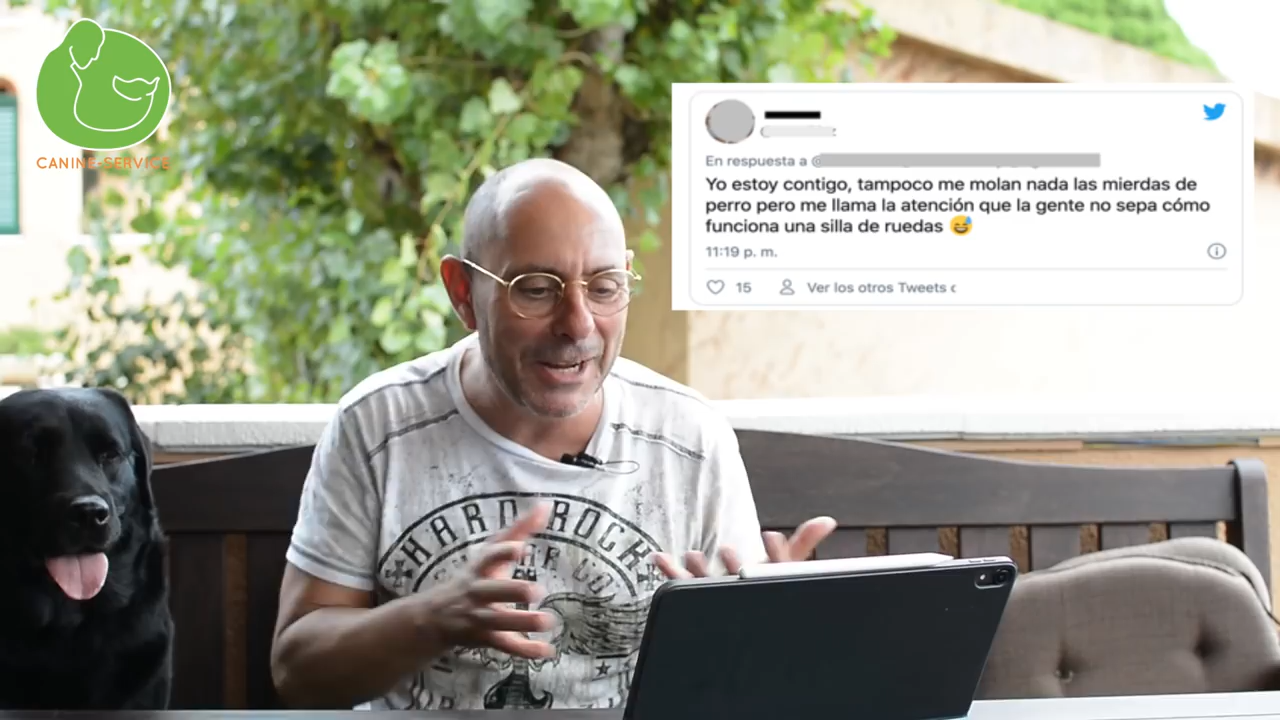 CANINE-SERVICE
En respuesta a @
Yo estoy contigo, tampoco me molan nada las mierdas de
perro pero me llama la atención que la gente no sepa cómo
funciona una silla de ruedas 😅
11:19 p. m.
15
Ver los otros Tweets c
HARD ROCK